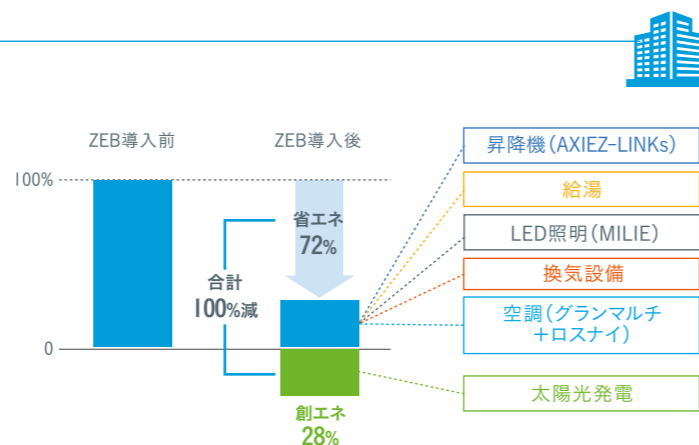 ZEB導入前
ZEB導入後
100%
0
省エネ
72%
合計
100%減
創エネ
28%
昇降機(AXIEZ-LINKs)
給湯
LED照明(MILIE)
換気設備
空調(グランマルチ
+ロスナイ)
太陽光発電